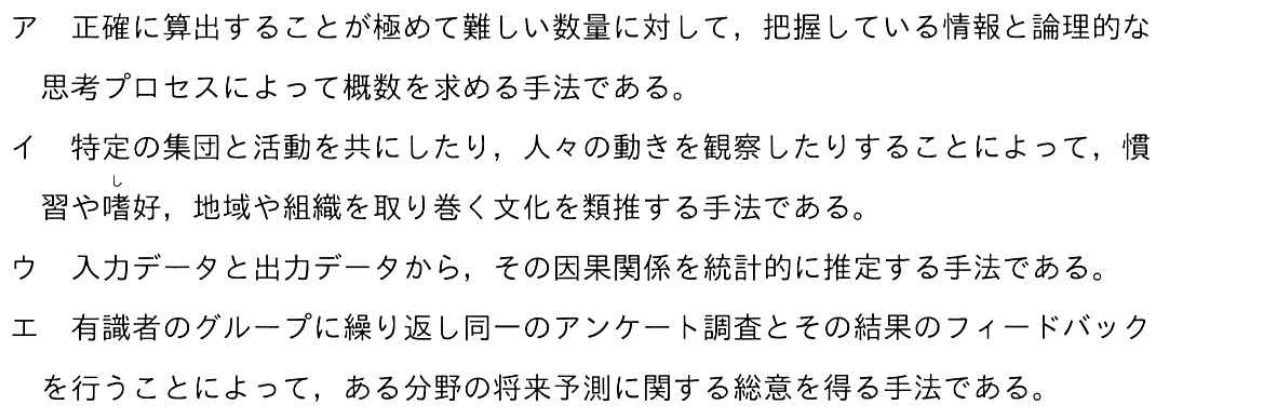 ア　正確に算出することが極めて難しい数量に対して，把握している情報と論理的な
思考プロセスによって概数を求める手法である。
イ　特定の集団と活動を共にしたり，人々の動きを観察したりすることによって，慣
し
習や嗜好，地域や組織を取り巻く文化を類推する手法である。
ウ　入力データと出力データから，その因果関係を統計的に推定する手法である。
エ　有識者のグループに繰り返し同一のアンケート調査とその結果のフィードバック
を行うことによって，ある分野の将来予測に関する総意を得る手法である。